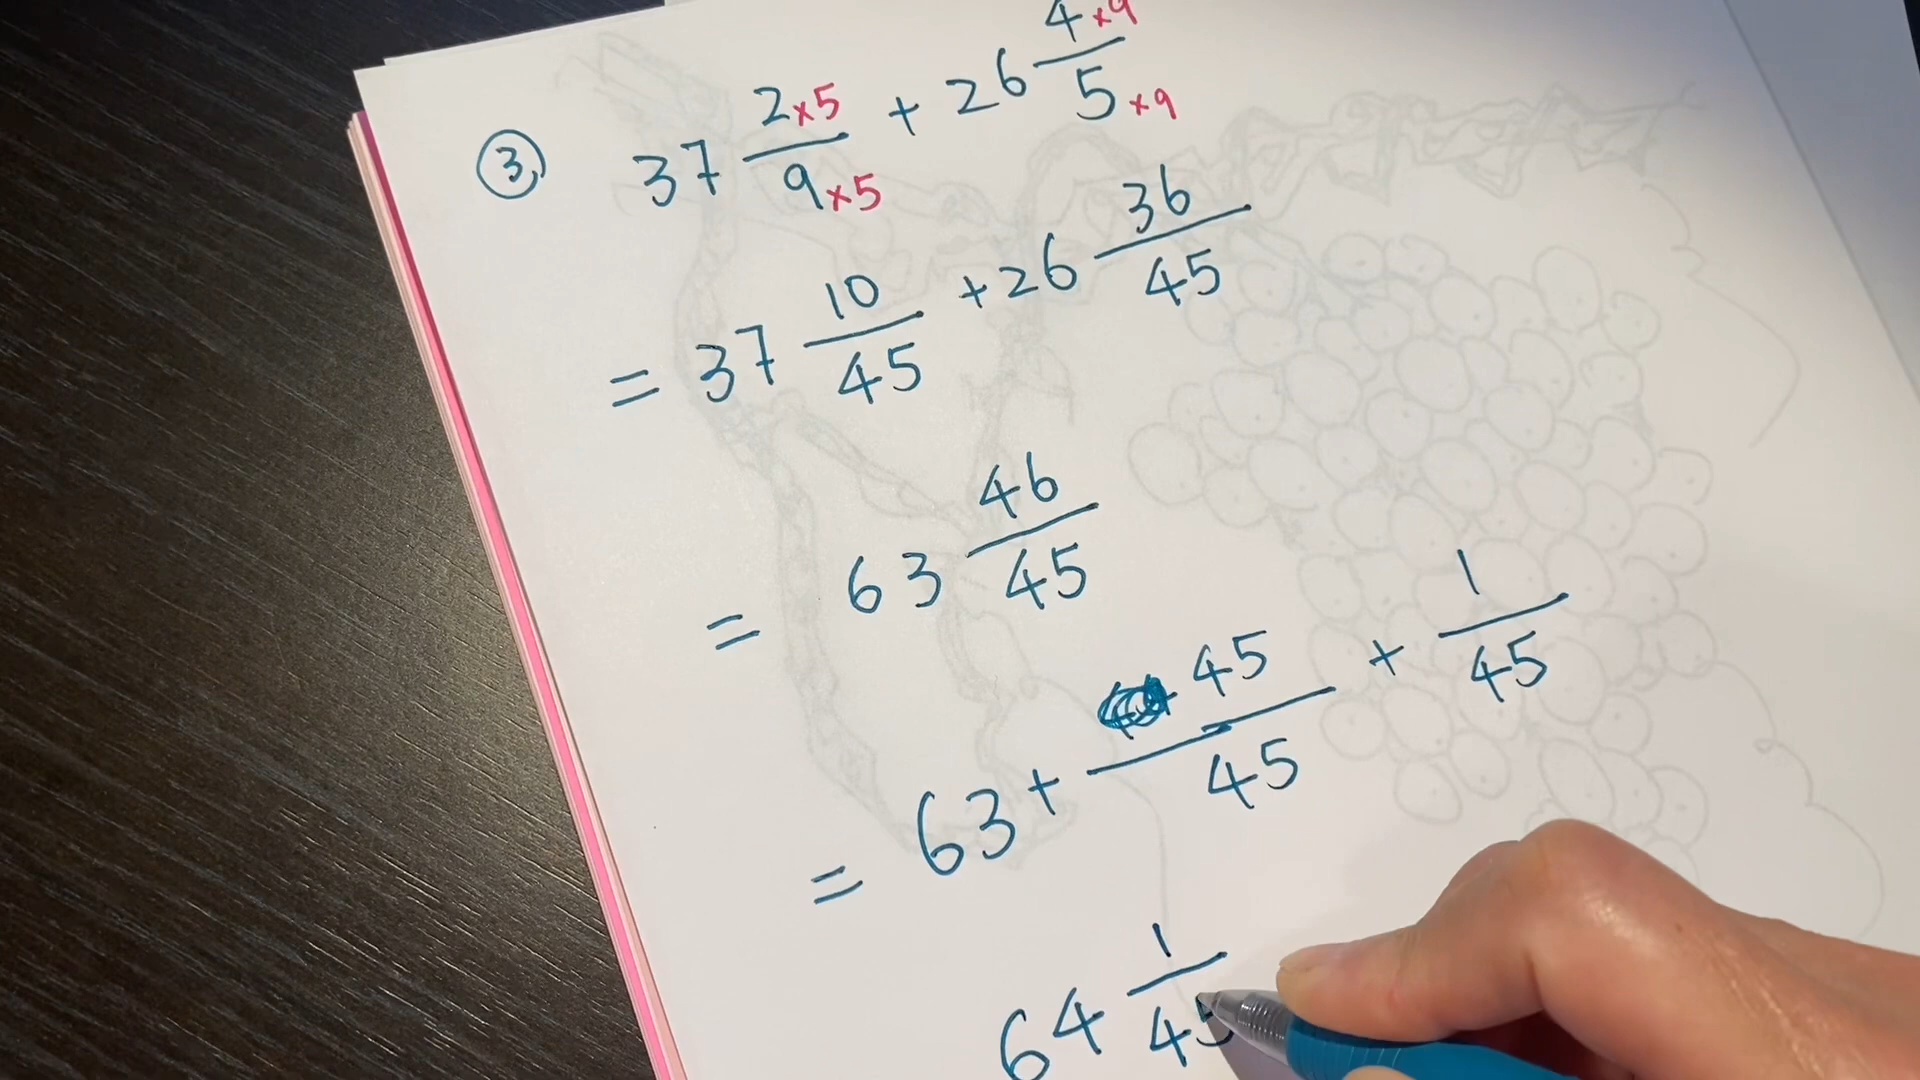 ③ 37 2×5/9×5 + 26 4×9/5×9
= 37 10/45 + 26 36/45
= 63 46/45
= 63 + 45/45 + 1/45
64 1/45